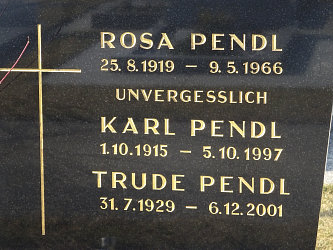 ROSA PENDL
25.8.1919 – 9.5.1966
UNVERGESSLICH
KARL PENDL
1.10.1915 – 5.10.1997
TRUDE PENDL
31.7.1929 – 6.12.2001